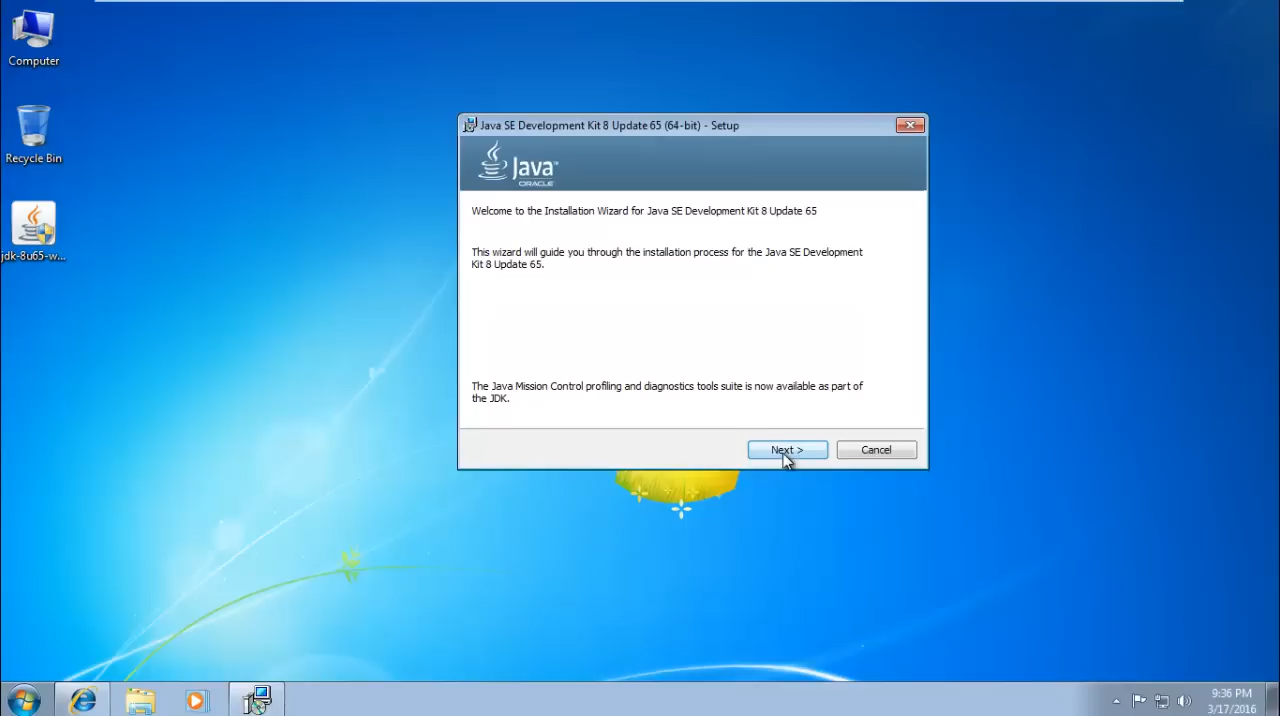 Computer
Recycle Bin
jdk-8u65-w...
Java SE Development Kit 8 Update 65 (64-bit) - Setup
Java™
ORACLE
Welcome to the Installation Wizard for Java SE Development Kit 8 Update 65
This wizard will guide you through the installation process for the Java SE Development
Kit 8 Update 65.
The Java Mission Control profiling and diagnostics tools suite is now available as part of
the JDK.
Next >
Cancel
9:36 PM
3/17/2016